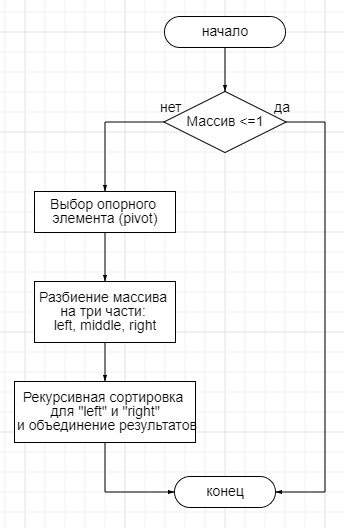 начало
нет
да
Массив <=1
Выбор опорного
элемента (pivot)
Разбиение массива
на три части:
left, middle, right
Рекурсивная сортировка
для "left" и "right"
и объединение результатов
конец